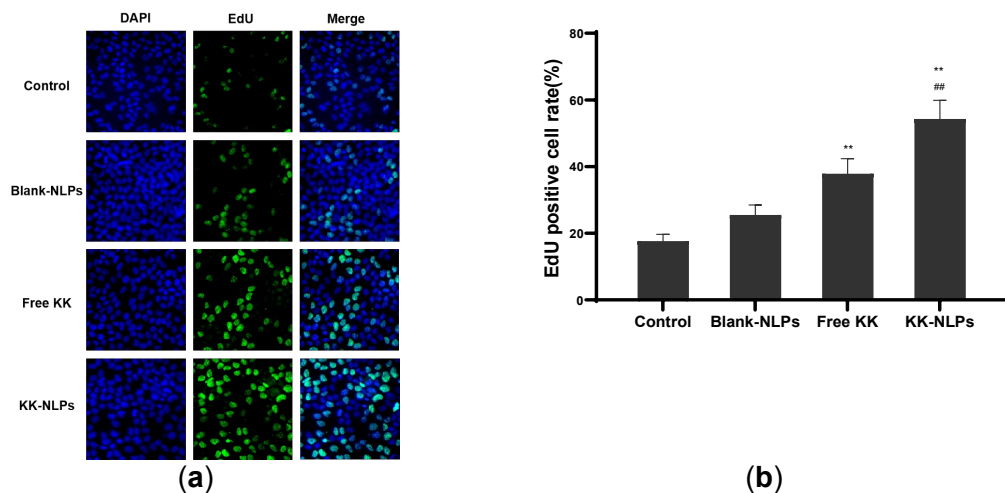 DAPI EdU Merge
Control
Blank-NLPs
Free KK
KK-NLPs
(a)
EdU positive cell rate(%)
80
60
40
20
0
**
**
##
Control Blank-NLPs Free KK KK-NLPs
(b)